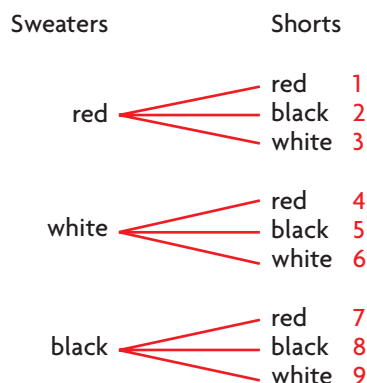 Sweaters Shorts
red 1
red black 2
white 3
red 4
white black 5
white 6
red 7
black black 8
white 9